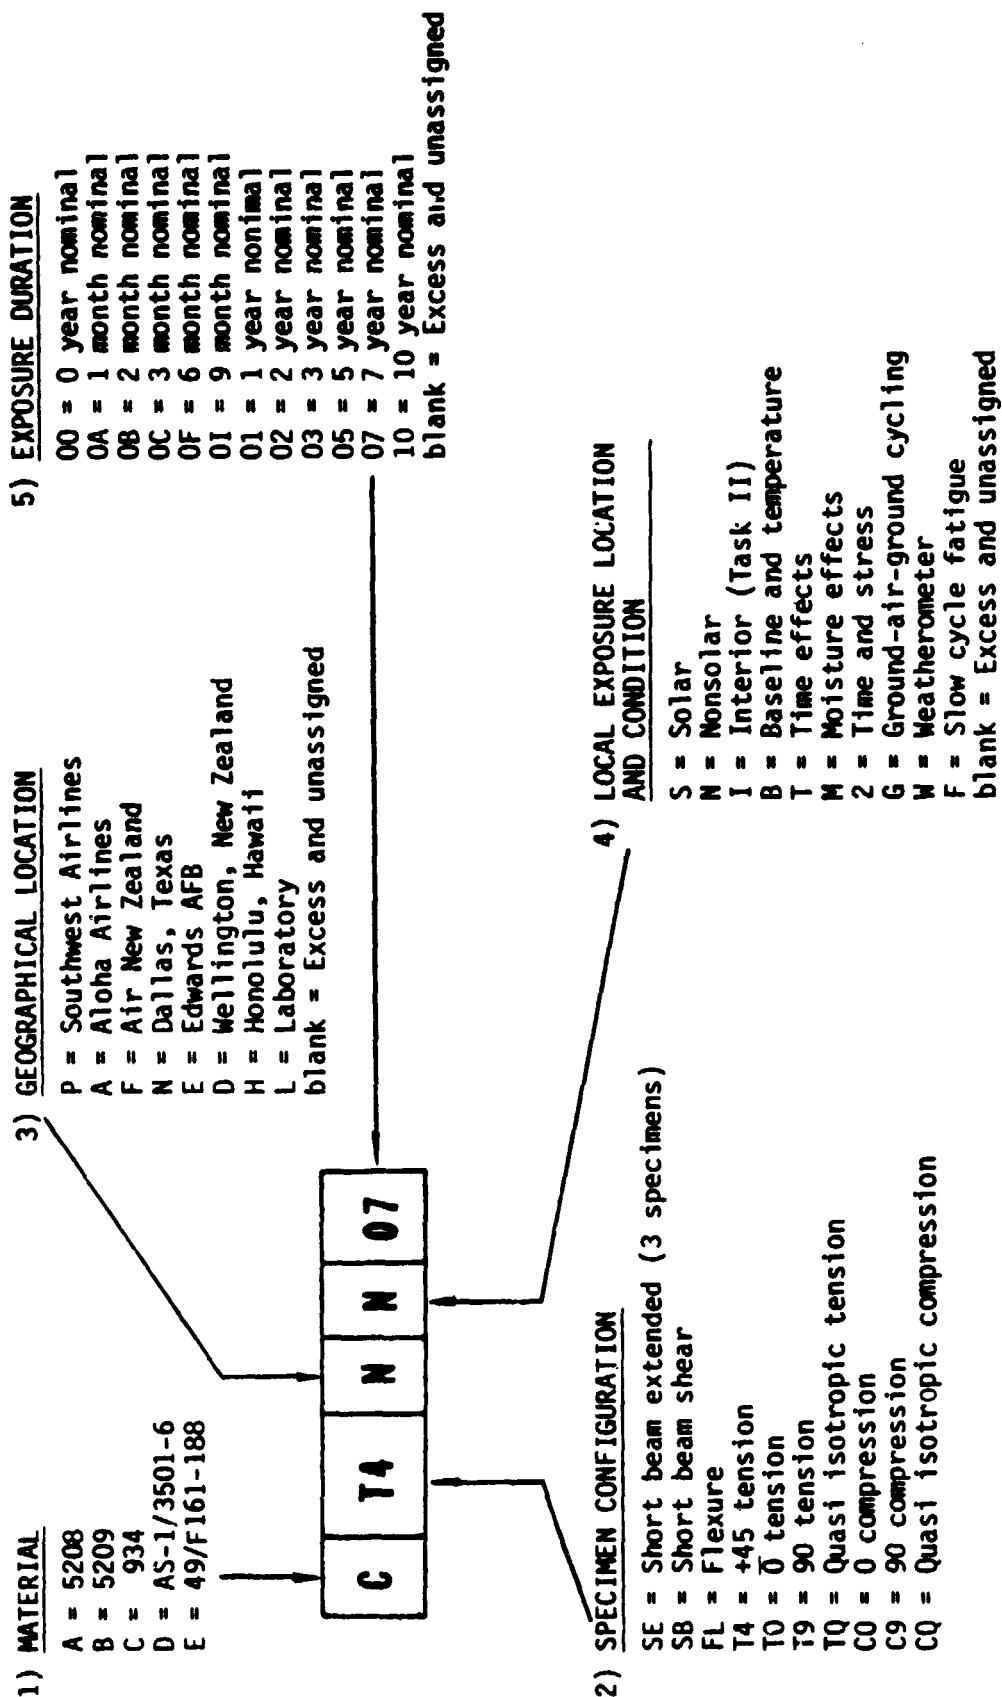 1) MATERIAL
A = 5208
B = 5209
C = 934
D = AS-1/3501-6
E = 49/F161-188
C T4 N N 07
2) SPECIMEN CONFIGURATION
SE = Short beam extended (3 specimens)
SB = Short beam shear
FL = Flexure
T4 = +45 tension
TO = 0 tension
T9 = 90 tension
TQ = Quasi isotropic tension
CO = 0 compression
C9 = 90 compression
CQ = Quasi isotropic compression
3) GEOGRAPHICAL LOCATION
P = Southwest Airlines
A = Aloha Airlines
F = Air New Zealand
N = Dallas, Texas
E = Edwards AFB
D = Wellington, New Zealand
H = Honolulu, Hawaii
L = Laboratory
blank = Excess and unassigned
4) LOCAL EXPOSURE LOCATION
AND CONDITION
S = Solar
N = Nonsolar
I = Interior (Task II)
B = Baseline and temperature
T = Time effects
M = Moisture effects
2 = Time and stress
G = Ground-air-ground cycling
W = Weatherometer
F = Slow cycle fatigue
blank = Excess and unassigned
5) EXPOSURE DURATION
00 = 0 year nominal
0A = 1 month nominal
0B = 2 month nominal
0C = 3 month nominal
0F = 6 month nominal
0I = 9 month nominal
01 = 1 year nonimal
02 = 2 year nominal
03 = 3 year nominal
05 = 5 year nominal
07 = 7 year nominal
10 = 10 year nominal
blank = Excess and unassigned